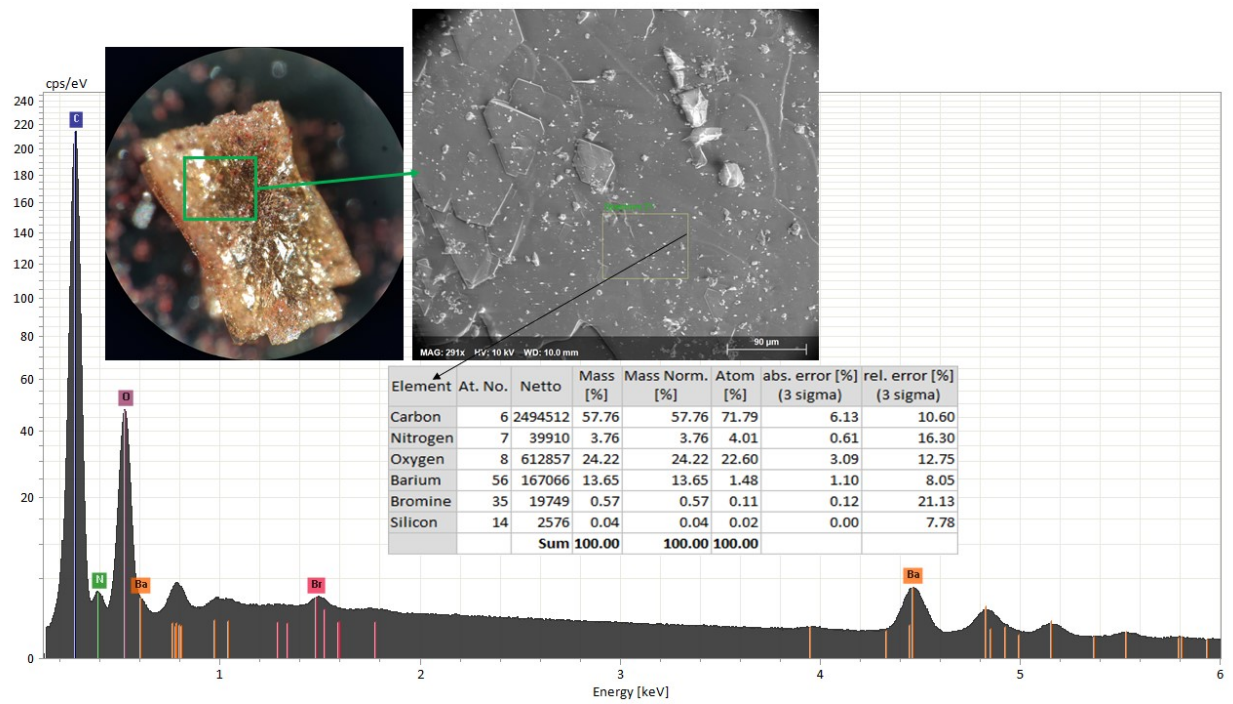 cps/eV
240
220
200
180
160
140
120
100
80
60
40
20
0
C
O
N
Ba
Br
Ba
MAG: 291x HV: 10 kV WD: 10.0 mm
90 µm
Element At. No. Netto Mass [%] Mass Norm. [%] Atom [%] abs. error [%] (3 sigma) rel. error [%] (3 sigma)
Carbon 6 2494512 57.76 57.76 71.79 6.13 10.60
Nitrogen 7 39910 3.76 3.76 4.01 0.61 16.30
Oxygen 8 612857 24.22 24.22 22.60 3.09 12.75
Barium 56 167066 13.65 13.65 1.48 1.10 8.05
Bromine 35 19749 0.57 0.57 0.11 0.12 21.13
Silicon 14 2576 0.04 0.04 0.02 0.00 7.78
Sum 100.00 100.00 100.00
1 2 3 4 5 6
Energy [keV]